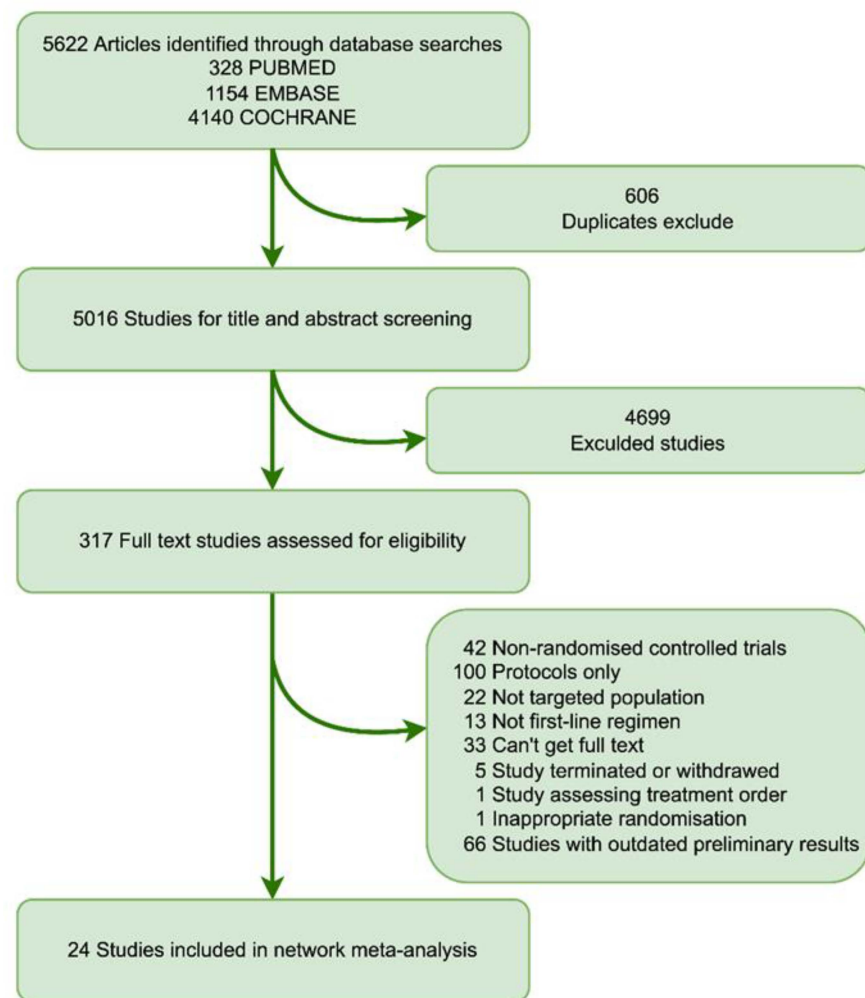 5622 Articles identified through database searches
328 PUBMED
1154 EMBASE
4140 COCHRANE
606
Duplicates exclude
5016 Studies for title and abstract screening
4699
Exculded studies
317 Full text studies assessed for eligibility
42 Non-randomised controlled trials
100 Protocols only
22 Not targeted population
13 Not first-line regimen
33 Can't get full text
5 Study terminated or withdrawed
1 Study assessing treatment order
1 Inappropriate randomisation
66 Studies with outdated preliminary results
24 Studies included in network meta-analysis